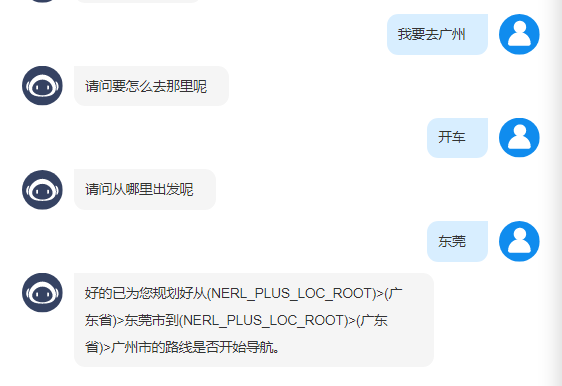 我要去广州
请问要怎么去那里呢
开车
请问从哪里出发呢
东莞
好的已为您规划好从(NERL_PLUS_LOC_ROOT)>(广
东省)>东莞市到(NERL_PLUS_LOC_ROOT)>(广东
省)>广州市的路线是否开始导航。